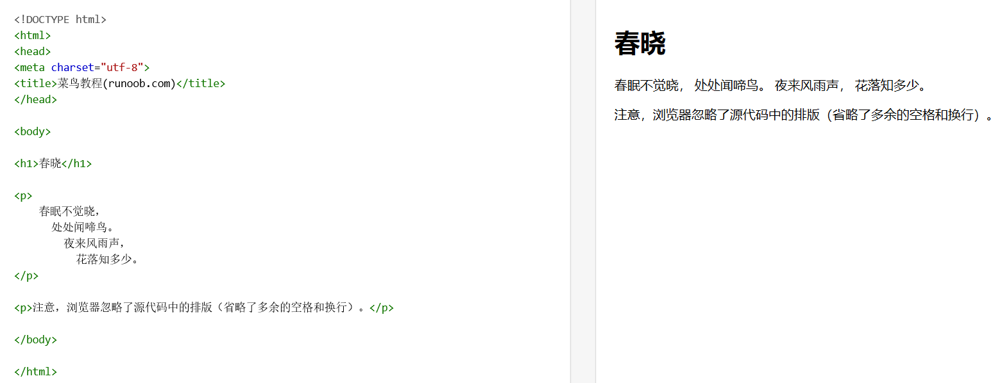 <!DOCTYPE html>
<html>
<head>
<meta charset="utf-8">
<title>菜鸟教程(runoob.com)</title>
</head>
<body>
<h1>春晓</h1>
<p>
春眠不觉晓，
处处闻啼鸟。
夜来风雨声，
花落知多少。
</p>
<p>注意，浏览器忽略了源代码中的排版（省略了多余的空格和换行）。</p>
</body>
</html>
春晓
春眠不觉晓， 处处闻啼鸟。 夜来风雨声， 花落知多少。
注意，浏览器忽略了源代码中的排版（省略了多余的空格和换行）。